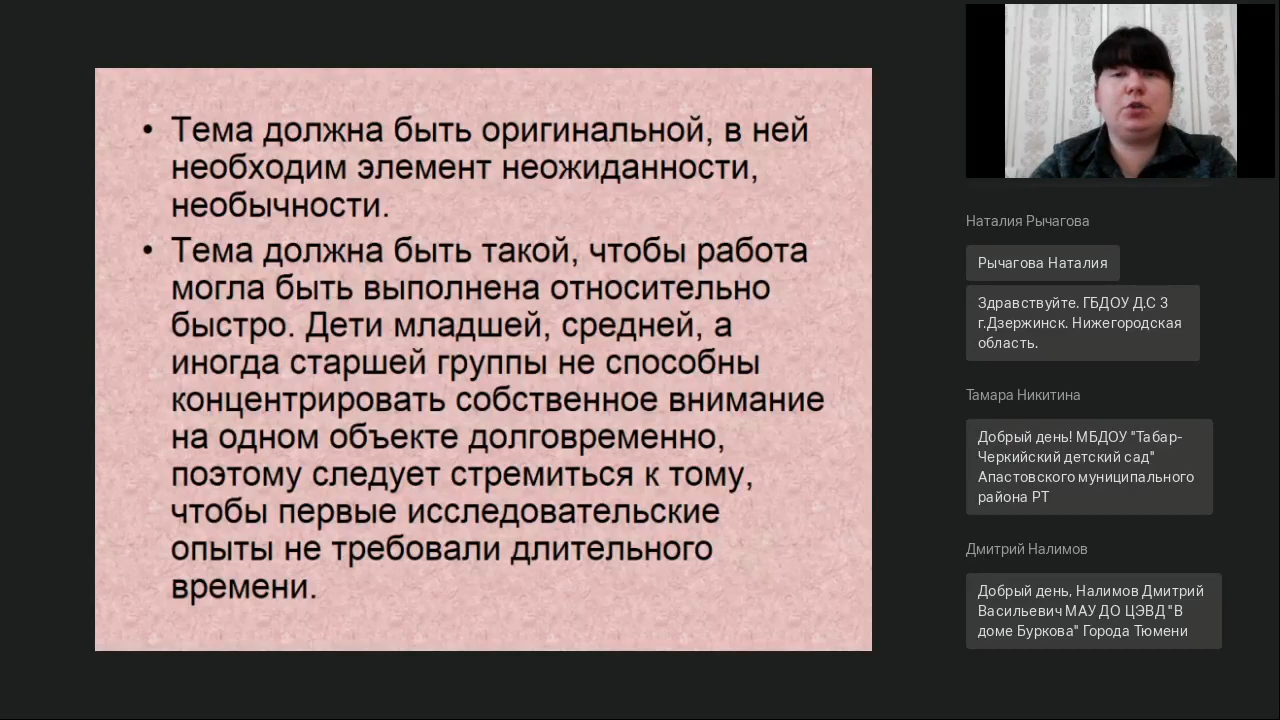 • Тема должна быть оригинальной, в ней
необходим элемент неожиданности,
необычности.
• Тема должна быть такой, чтобы работа
могла быть выполнена относительно
быстро. Дети младшей, средней, а
иногда старшей группы не способны
концентрировать собственное внимание
на одном объекте долговременно,
поэтому следует стремиться к тому,
чтобы первые исследовательские
опыты не требовали длительного
времени.
Наталия Рычагова
Рычагова Наталия
Здравствуйте. ГБДОУ Д.С 3
г.Дзержинск. Нижегородская
область.
Тамара Никитина
Добрый день! МБДОУ "Табар-
Черкийский детский сад"
Апастовского муниципального
района РТ
Дмитрий Налимов
Добрый день, Налимов Дмитрий
Васильевич МАУ ДО ЦЭВД "В
доме Буркова" Города Тюмени